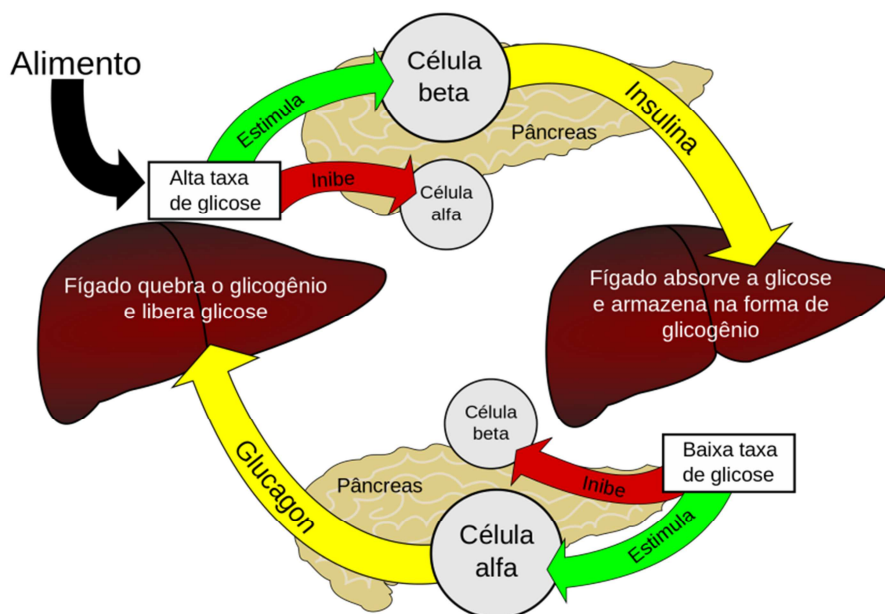 Alimento
Célula
beta
Estimula
Insulina
Pâncreas
Alta taxa
de glicose
Inibe
Célula
alfa
Fígado quebra o glicogênio
e libera glicose
Fígado absorve a glicose
e armazena na forma de
glicogênio
Célula
beta
Baixa taxa
de glicose
Inibe
Pâncreas
Glucagon
Célula
alfa
Estimula